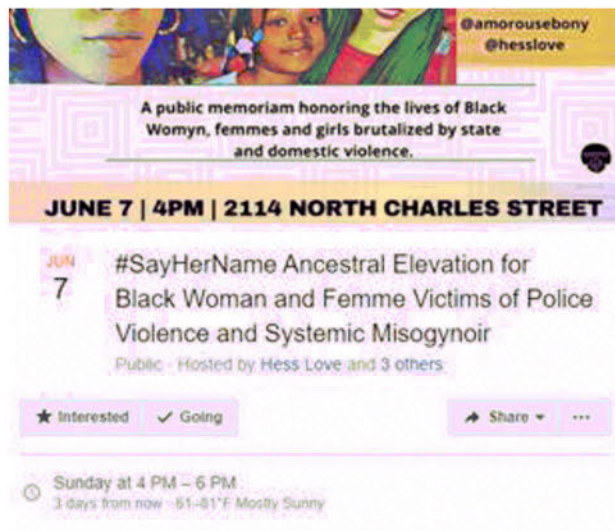 @amorousebony
@hesslove
A public memoriam honoring the lives of Black
Womyn, femmes and girls brutalized by state
and domestic violence.
JUNE 7 | 4PM | 2114 NORTH CHARLES STREET
JUN
7
#SayHerName Ancestral Elevation for
Black Woman and Femme Victims of Police
Violence and Systemic Misogynoir
Public · Hosted by Hess Love and 3 others
Interested
Going
Share
Sunday at 4 PM – 6 PM
3 days from now · 61–81°F Mostly Sunny